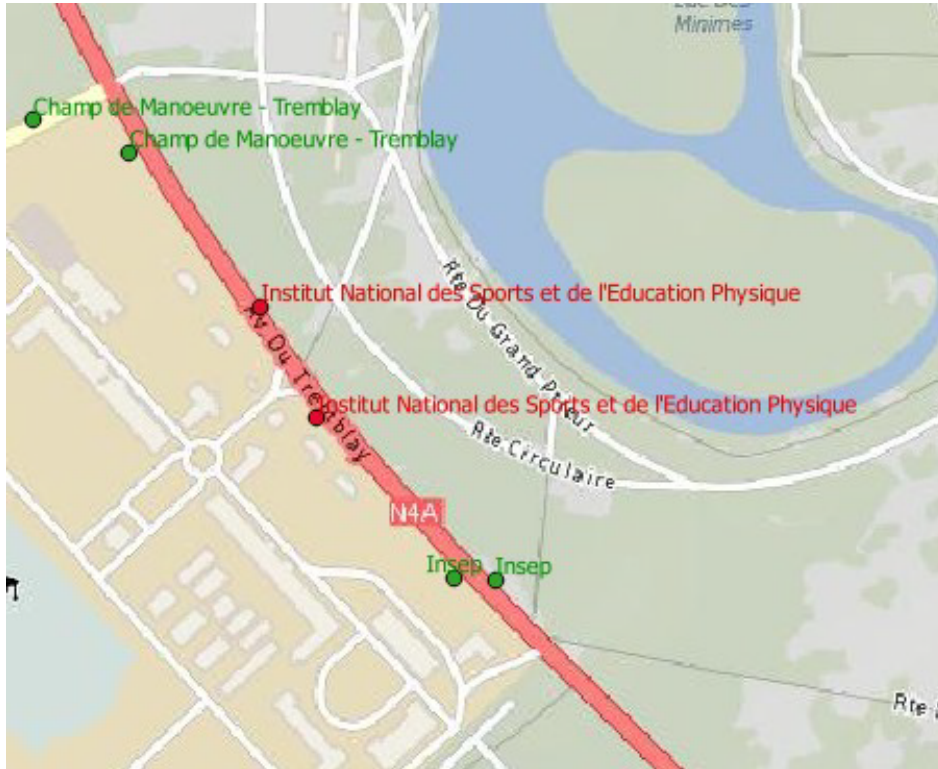 Minimes
Champ de Manoeuvre - Tremblay
Champ de Manoeuvre - Tremblay
Institut National des Sports et de l'Education Physique
Av Du Tremblay
Rte Du Grand Prieur
Institut National des Sports et de l'Education Physique
Rte Circulaire
N4A
Insep
Insep
Rte